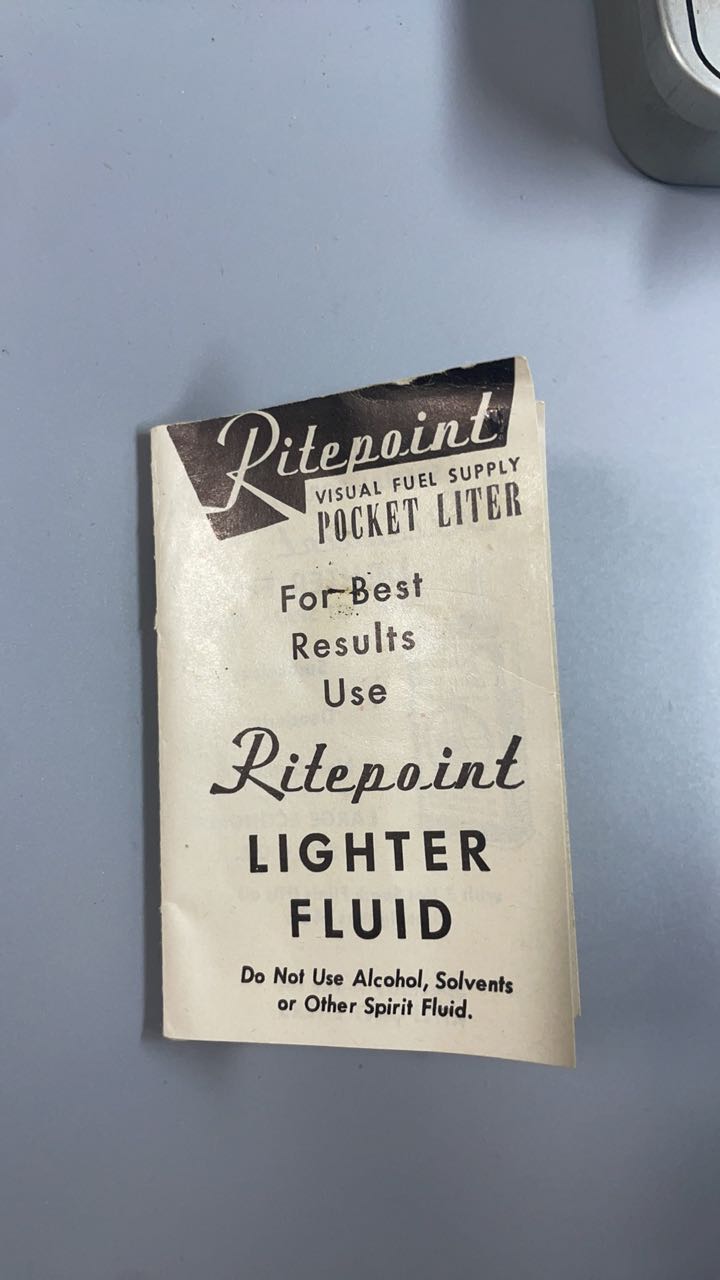 Ritepoint
VISUAL FUEL SUPPLY
POCKET LITER
For Best
Results
Use
Ritepoint
LIGHTER
FLUID
Do Not Use Alcohol, Solvents
or Other Spirit Fluid.